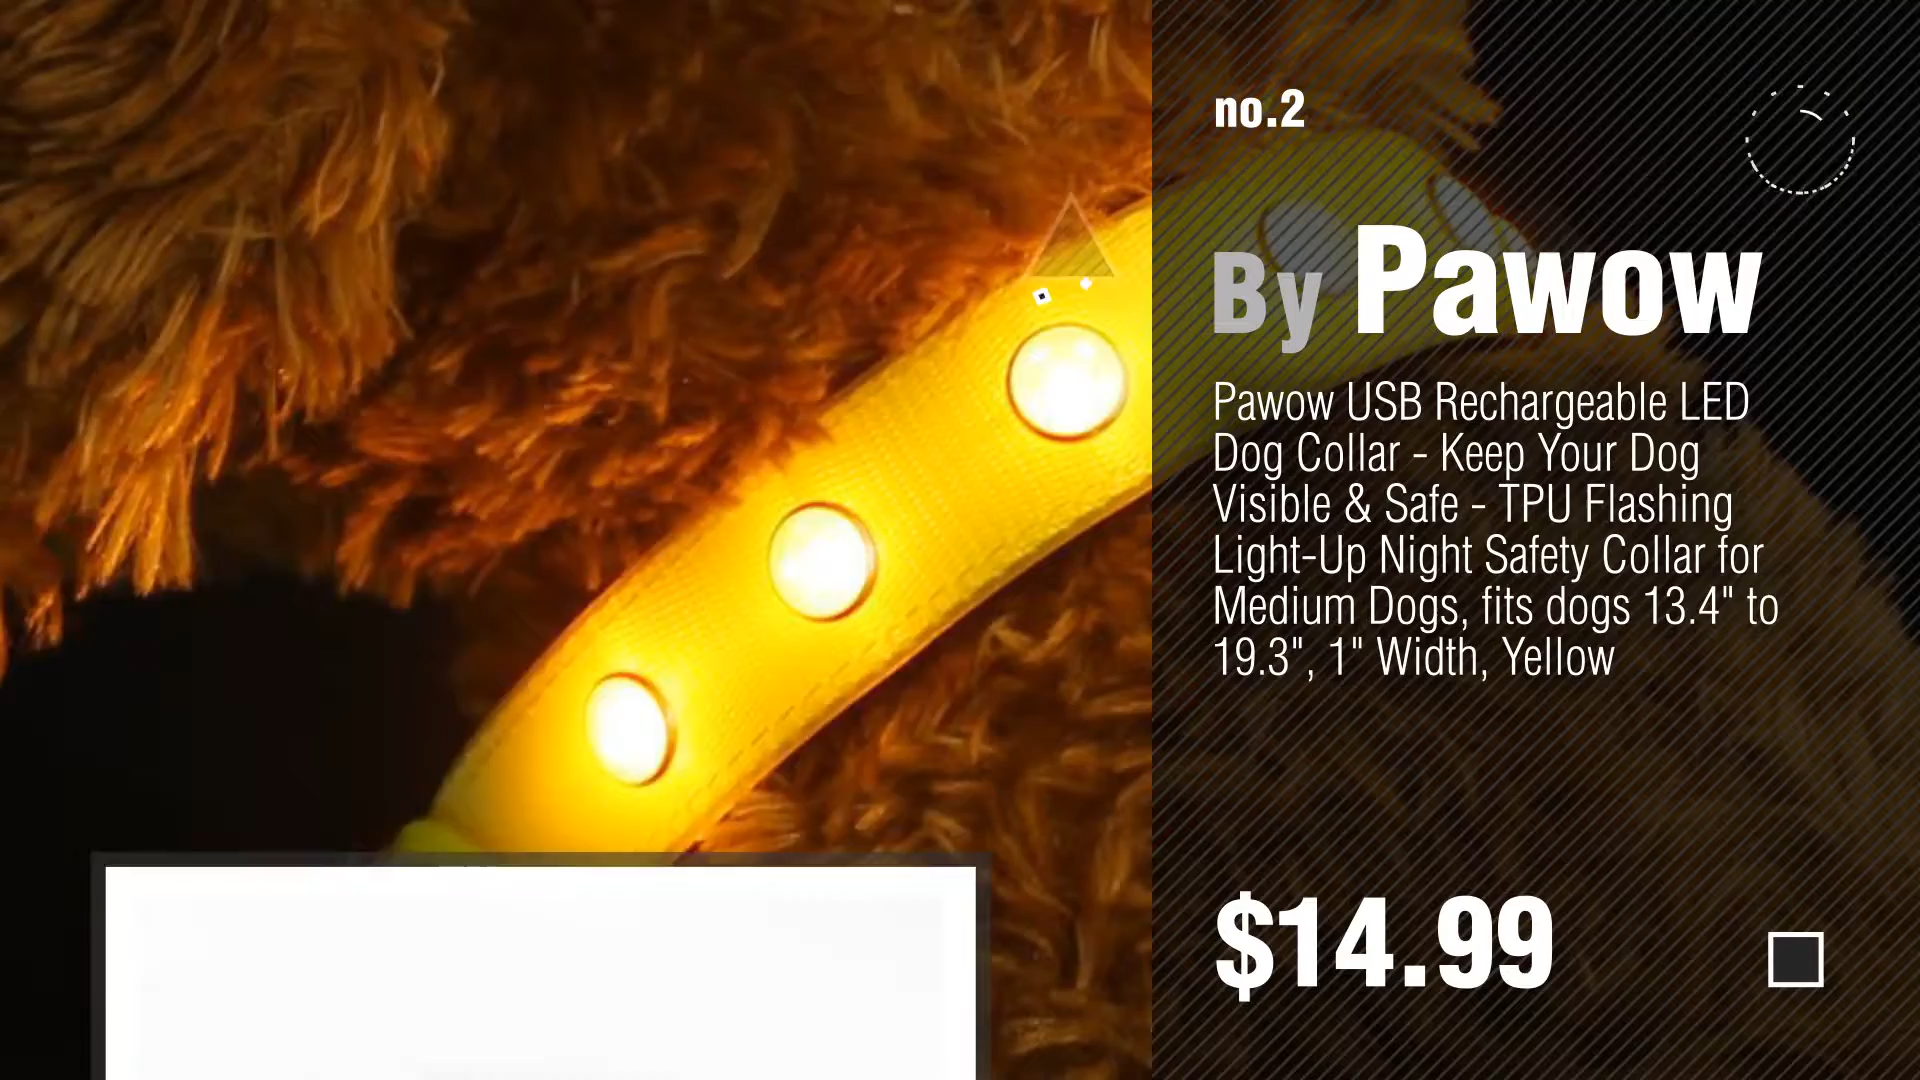 no.2
By Pawow
Pawow USB Rechargeable LED
Dog Collar - Keep Your Dog
Visible & Safe - TPU Flashing
Light-Up Night Safety Collar for
Medium Dogs, fits dogs 13.4" to
19.3", 1" Width, Yellow
$14.99